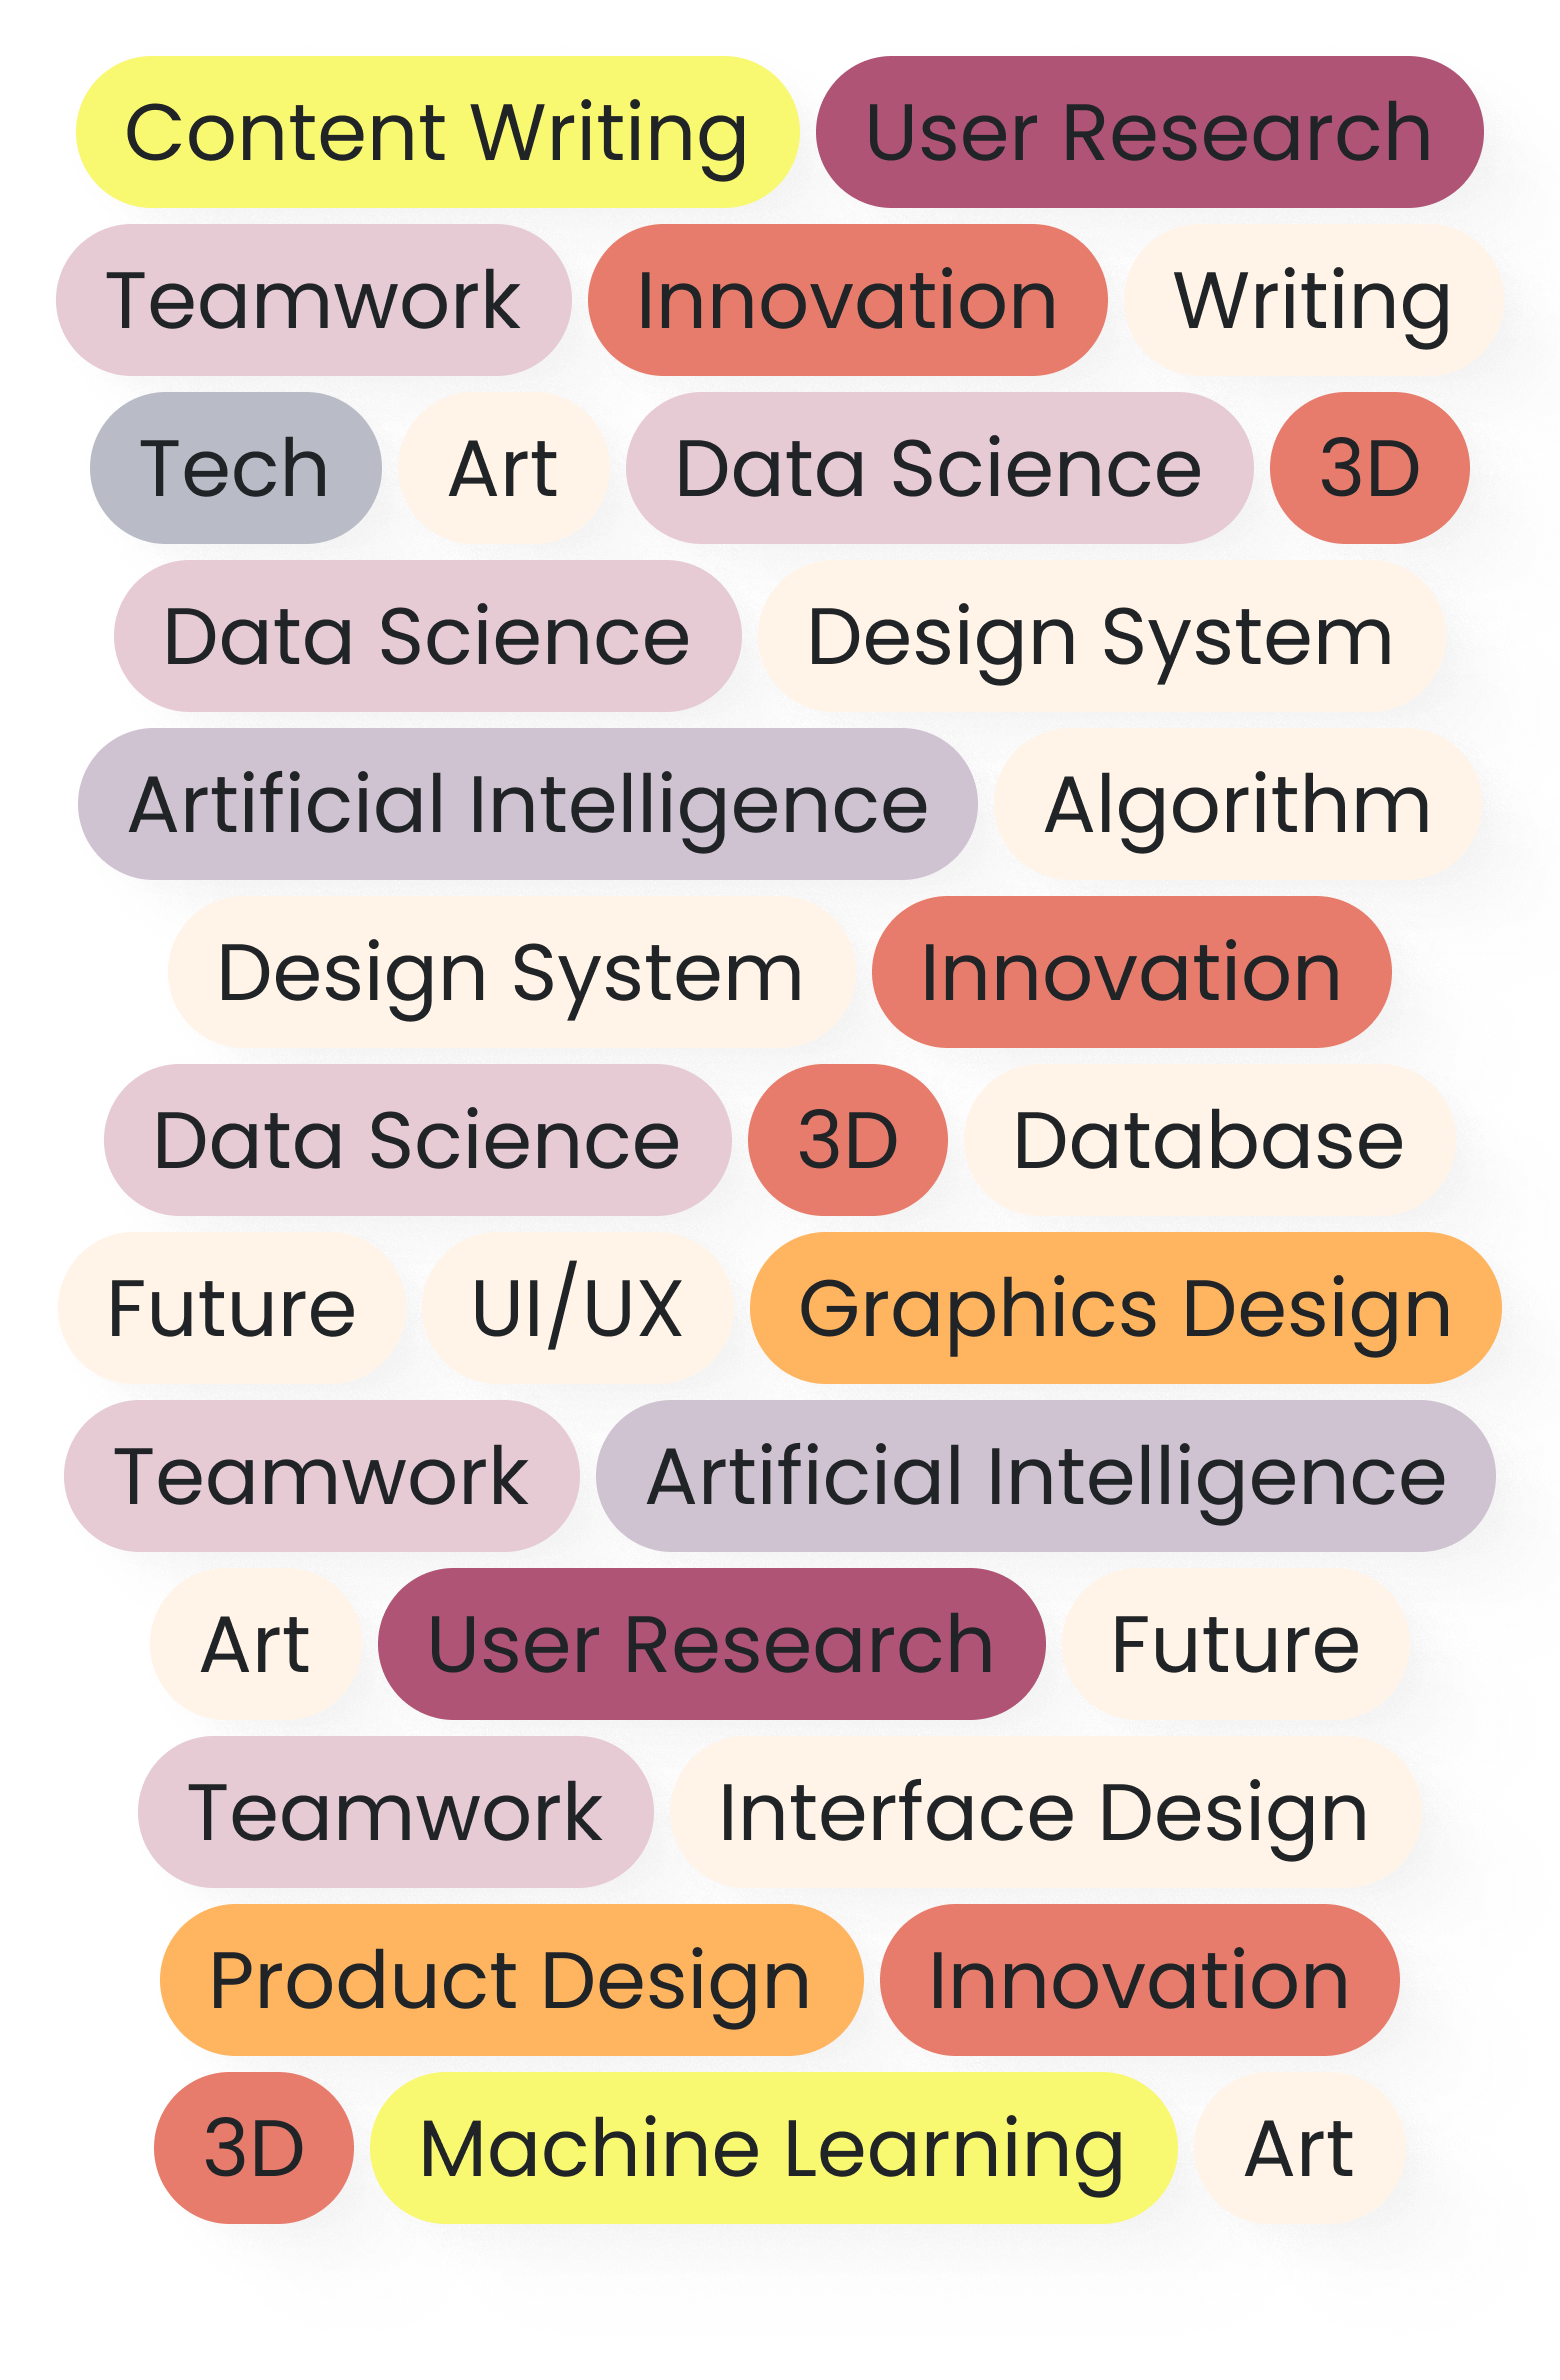 Content Writing User Research
Teamwork Innovation Writing
Tech Art Data Science 3D
Data Science Design System
Artificial Intelligence Algorithm
Design System Innovation
Data Science 3D Database
Future UI/UX Graphics Design
Teamwork Artificial Intelligence
Art User Research Future
Teamwork Interface Design
Product Design Innovation
3D Machine Learning Art